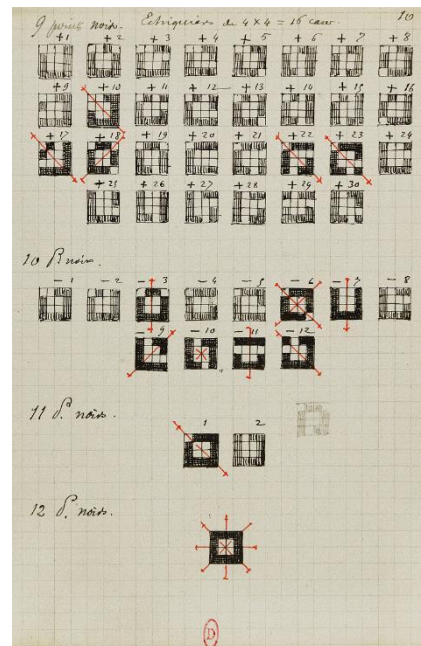 9 points noirs. Echiquiers de 4 × 4 = 16 cases. 10
+1 +2 +3 +4 +5 +6 +7 +8
+9 +10 +11 +12 +13 +14 +15 +16
+17 +18 +19 +20 +21 +22 +23 +24
+25 +26 +27 +28 +29 +30
10 P. noirs.
-1 -2 -3 -4 -5 -6 -7 -8
-9 -10 -11 -12
11 P. noirs.
1 2
12 P. noirs.
D